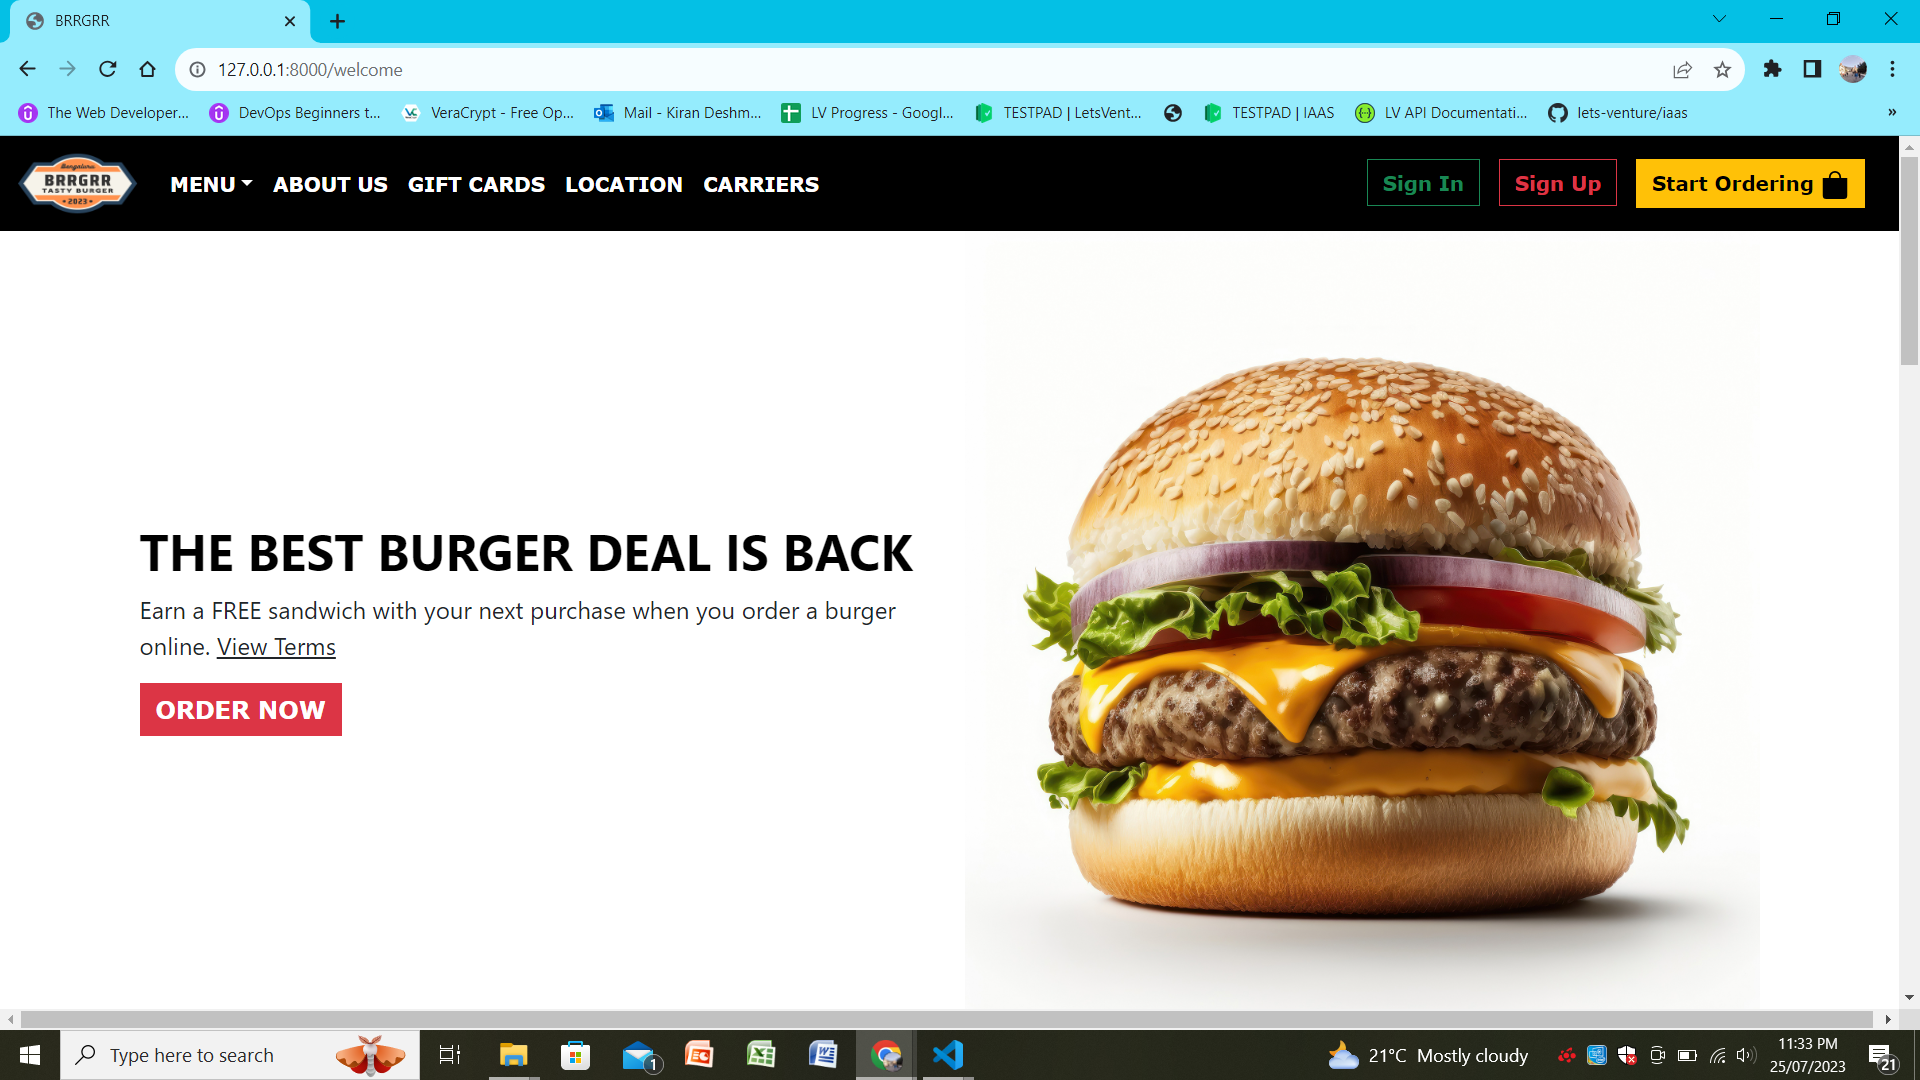 BRRGRR
127.0.0.1:8000/welcome
The Web Developer...
DevOps Beginners t...
VeraCrypt - Free Op...
Mail - Kiran Deshm...
LV Progress - Googl...
TESTPAD | LetsVent...
TESTPAD | IAAS
LV API Documentati...
lets-venture/iaas
»
Bengaluru
BRRGRR
TASTY BURGER
2023
MENU
ABOUT US
GIFT CARDS
LOCATION
CARRIERS
Sign In
Sign Up
Start Ordering
THE BEST BURGER DEAL IS BACK
Earn a FREE sandwich with your next purchase when you order a burger
online. View Terms
ORDER NOW
Type here to search
1
21°C Mostly cloudy
11:33 PM
25/07/2023
21